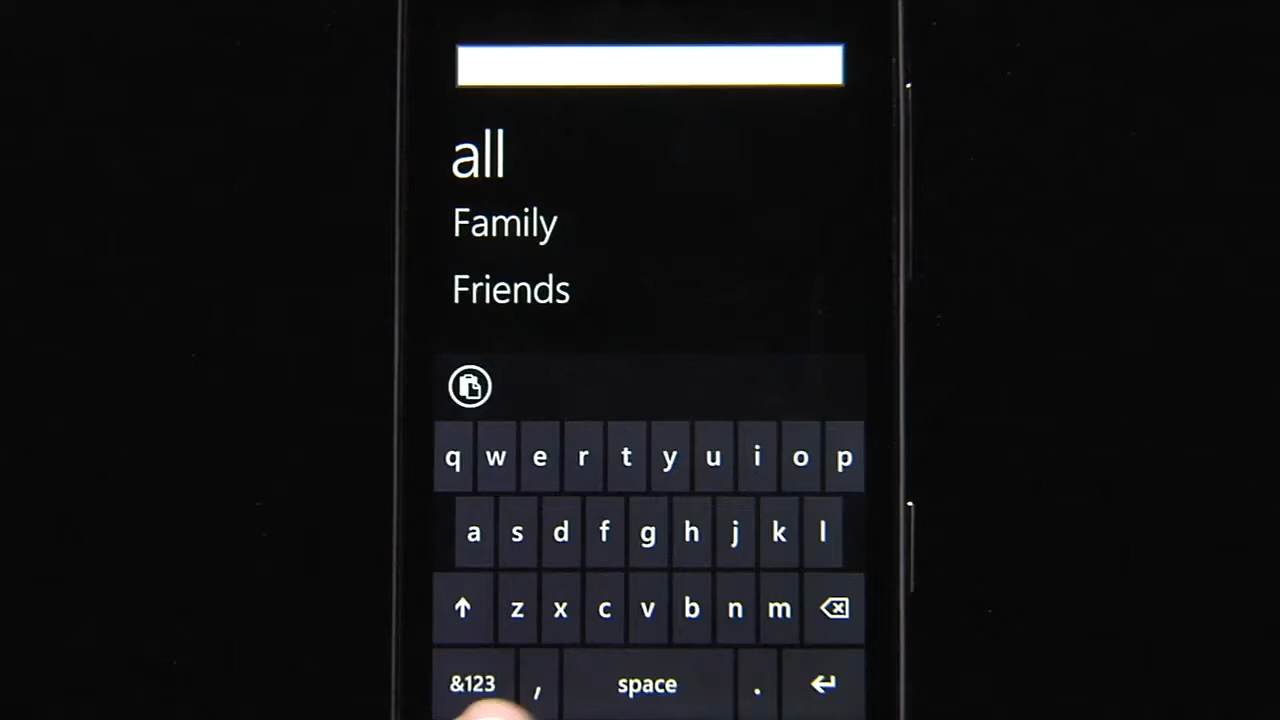 all
Family
Friends
q w e r t y u i o p
a s d f g h j k l
z x c v b n m
&123 , space .